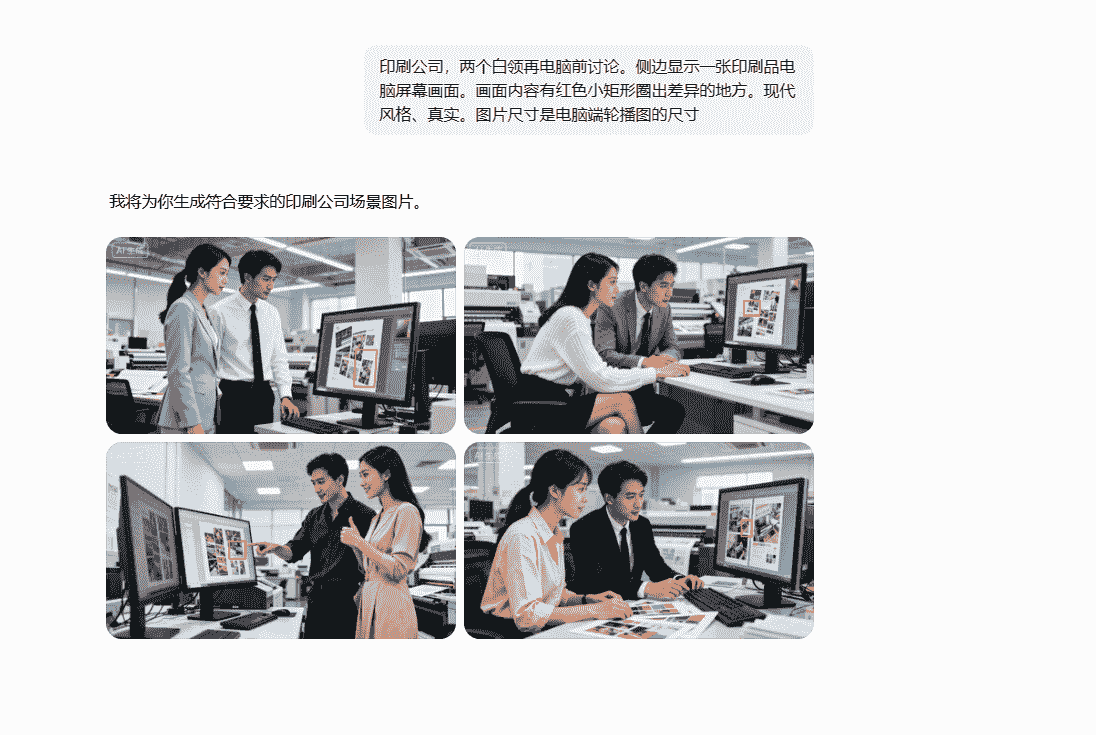 印刷公司，两个白领再电脑前讨论。侧边显示一张印刷品电
脑屏幕画面。画面内容有红色小矩形圈出差异的地方。现代
风格、真实。图片尺寸是电脑端轮播图的尺寸
我将为你生成符合要求的印刷公司场景图片。
AI生成